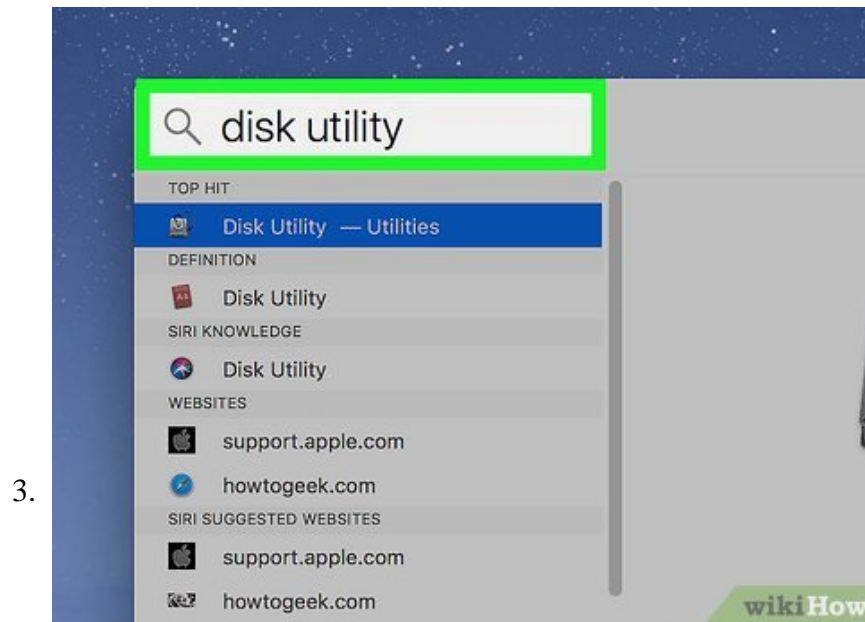 disk utility
TOP HIT
Disk Utility — Utilities
DEFINITION
Disk Utility
SIRI KNOWLEDGE
Disk Utility
WEBSITES
support.apple.com
3.
howtogeek.com
SIRI SUGGESTED WEBSITES
support.apple.com
howtogeek.com
wikiHow